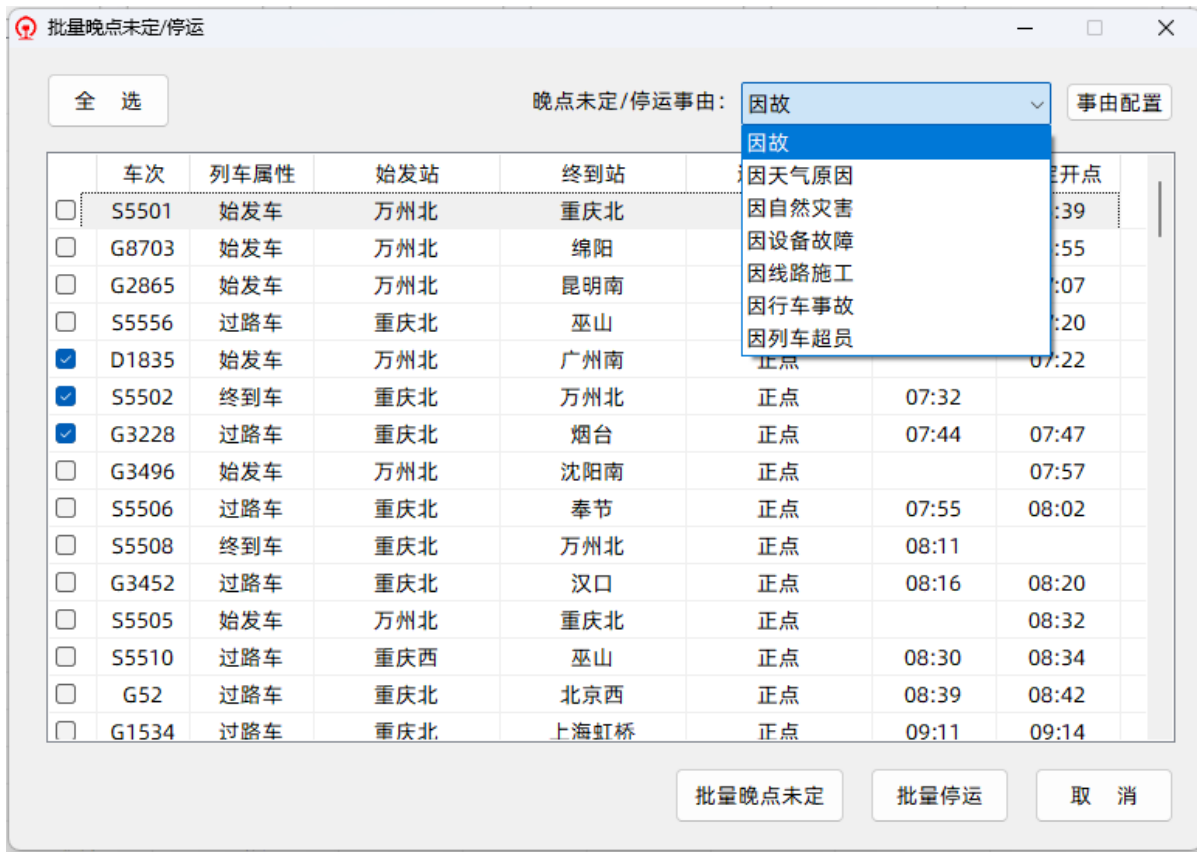 批量晚点未定/停运
全 选 晚点未定/停运事由： 因故 事由配置
因故
因天气原因
因自然灾害
因设备故障
因线路施工
因行车事故
因列车超员
车次 列车属性 始发站 终到站 开点
S5501 始发车 万州北 重庆北 :39
G8703 始发车 万州北 绵阳 :55
G2865 始发车 万州北 昆明南 :07
S5556 过路车 重庆北 巫山 :20
D1835 始发车 万州北 广州南 正点 07:22
S5502 终到车 重庆北 万州北 正点 07:32
G3228 过路车 重庆北 烟台 正点 07:44 07:47
G3496 始发车 万州北 沈阳南 正点 07:57
S5506 过路车 重庆北 奉节 正点 07:55 08:02
S5508 终到车 重庆北 万州北 正点 08:11
G3452 过路车 重庆北 汉口 正点 08:16 08:20
S5505 始发车 万州北 重庆北 正点 08:32
S5510 过路车 重庆西 巫山 正点 08:30 08:34
G52 过路车 重庆北 北京西 正点 08:39 08:42
G1534 过路车 重庆北 上海虹桥 正点 09:11 09:14
批量晚点未定 批量停运 取 消